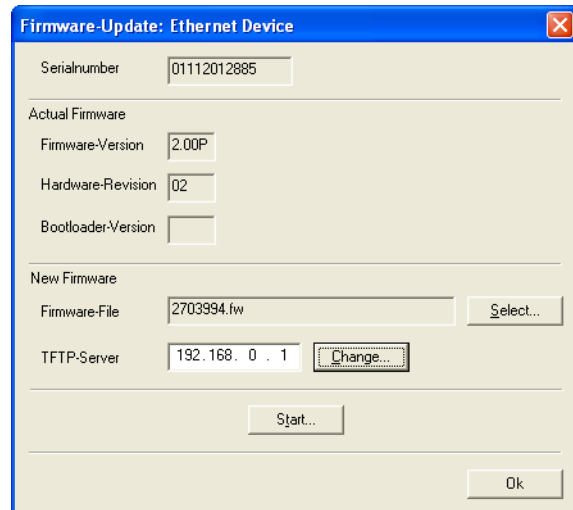 Firmware-Update: Ethernet Device
Serialnumber 01112012885
Actual Firmware
Firmware-Version 2.00P
Hardware-Revision 02
Bootloader-Version
New Firmware
Firmware-File 2703994.fw Select...
TFTP-Server 192.168. 0 . 1 Change...
Start...
Ok